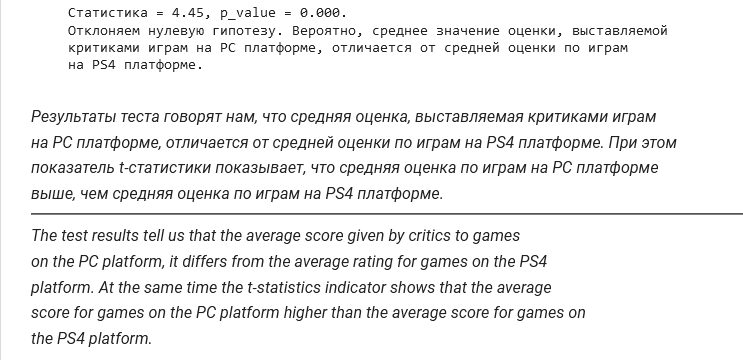 Статистика = 4.45, p_value = 0.000.
Отклоняем нулевую гипотезу. Вероятно, среднее значение оценки, выставляемой
критиками играм на PC платформе, отличается от средней оценки по играм
на PS4 платформе.
Результаты теста говорят нам, что средняя оценка, выставляемая критиками играм
на PC платформе, отличается от средней оценки по играм на PS4 платформе. При этом
показатель t-статистики показывает, что средняя оценка по играм на PC платформе
выше, чем средняя оценка по играм на PS4 платформе.
The test results tell us that the average score given by critics to games
on the PC platform, it differs from the average rating for games on the PS4
platform. At the same time the t-statistics indicator shows that the average
score for games on the PC platform higher than the average score for games on
the PS4 platform.